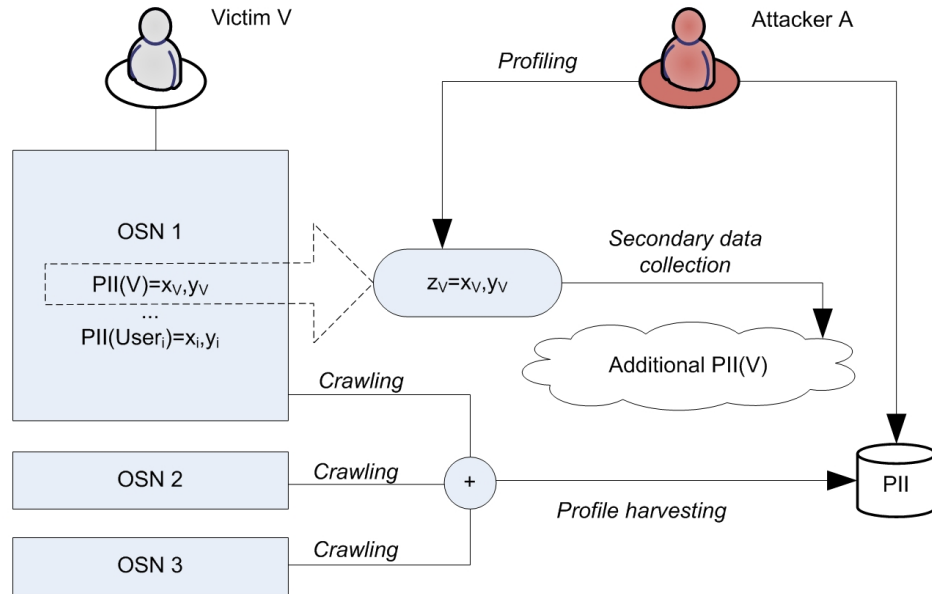 Victim V
Attacker A
Profiling
OSN 1
PII(V)=xV,yV
...
PII(Useri)=xi,yi
zV=xV,yV
Secondary data
collection
Additional PII(V)
Crawling
OSN 2
Crawling
+
Profile harvesting
PII
OSN 3
Crawling